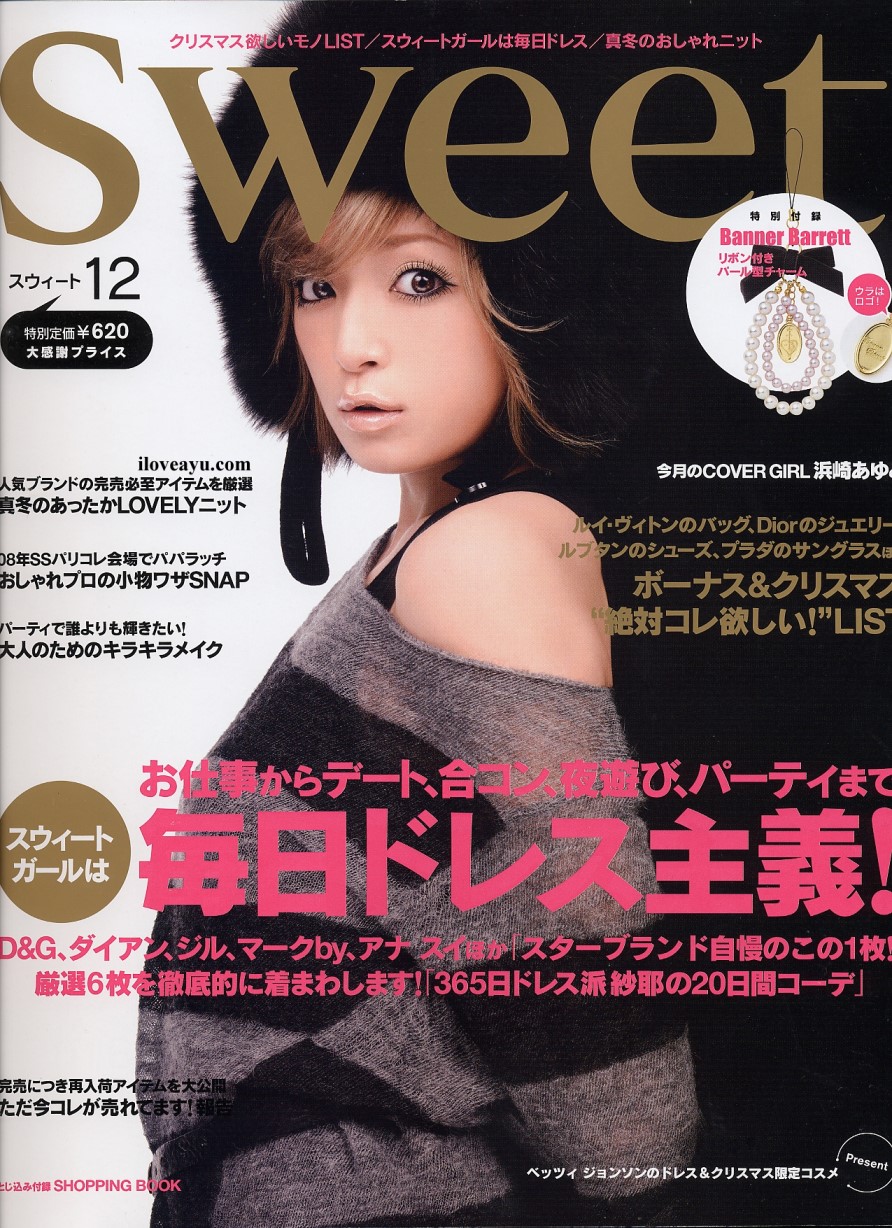 クリスマス欲しいモノLIST／スウィートガールは毎日ドレス／真冬のおしゃれニット
Sweet
スウィート 12
特別定価¥620
大感謝プライス
特別付録
Banner Barrett
リボン付き
パール型チャーム
ウラは
ロゴ！
iloveayu.com
人気ブランドの完売必至アイテムを厳選
真冬のあったかLOVELYニット
08年SSパリコレ会場でパパラッチ
おしゃれプロの小物ワザSNAP
パーティで誰よりも輝きたい！
大人のためのキラキラメイク
今月のCOVER GIRL 浜崎あゆ
ルイ・ヴィトンのバッグ、Diorのジュエリー
ルブタンのシューズ、プラダのサングラスほ
ボーナス&クリスマス
“絶対コレ欲しい！”LIST
お仕事からデート、合コン、夜遊び、パーティまで
スウィート
ガールは
毎日ドレス主義！
D&G、ダイアン、ジル、マークby、アナ スイほか「スターブランド自慢のこの1枚！
厳選6枚を徹底的に着まわします！「365日ドレス派 紗耶の20日間コーデ」
完売につき再入荷アイテムを大公開
ただ今コレが売れてます！報告
とじ込み付録 SHOPPING BOOK
ベッツィ ジョンソンのドレス&クリスマス限定コスメ
Present